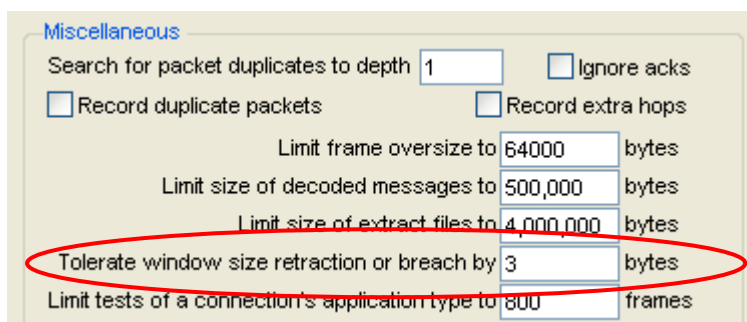 Miscellaneous
Search for packet duplicates to depth 1 Ignore acks
Record duplicate packets Record extra hops
Limit frame oversize to 64000 bytes
Limit size of decoded messages to 500,000 bytes
Limit size of extract files to 4,000,000 bytes
Tolerate window size retraction or breach by 3 bytes
Limit tests of a connection's application type to 800 frames